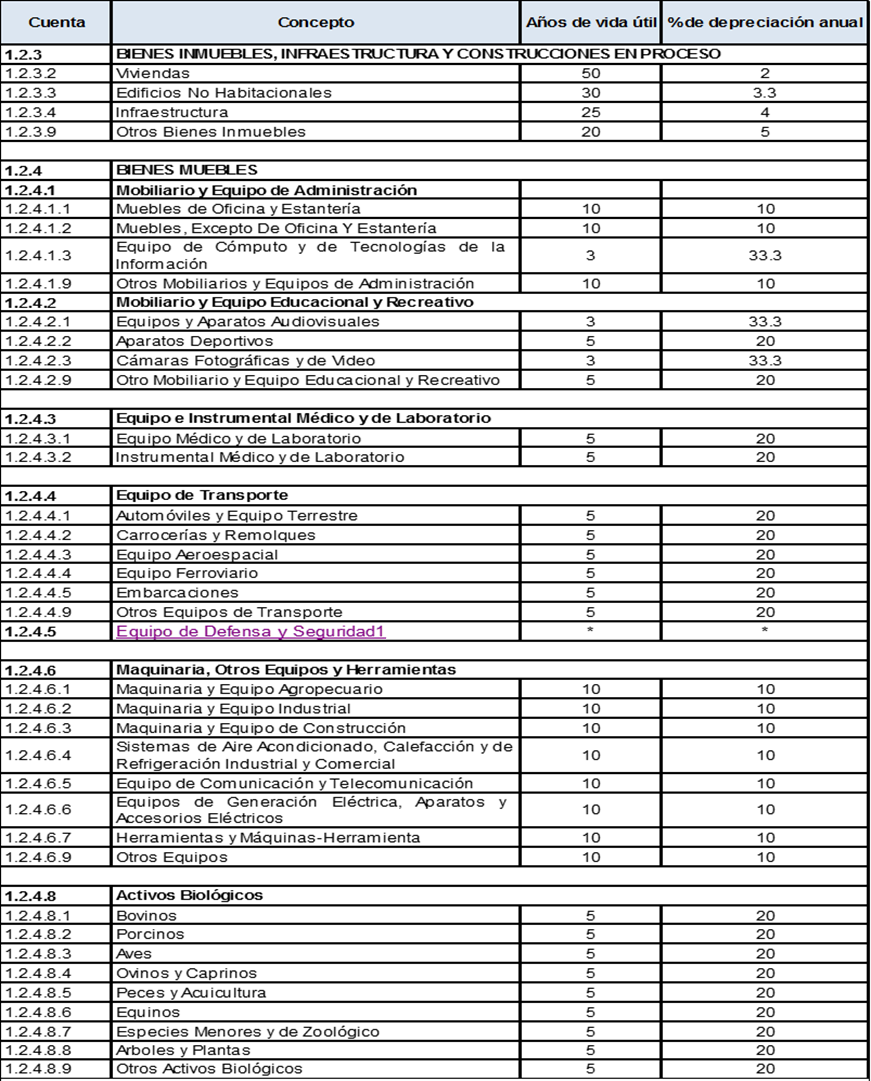 Cuenta Concepto Años de vida útil % de depreciación anual
1.2.3 BIENES INMUEBLES, INFRAESTRUCTURA Y CONSTRUCCIONES EN PROCESO
1.2.3.2 Viviendas 50 2
1.2.3.3 Edificios No Habitacionales 30 3.3
1.2.3.4 Infraestructura 25 4
1.2.3.9 Otros Bienes Inmuebles 20 5
1.2.4 BIENES MUEBLES
1.2.4.1 Mobiliario y Equipo de Administración
1.2.4.1.1 Muebles de Oficina y Estantería 10 10
1.2.4.1.2 Muebles, Excepto De Oficina Y Estantería 10 10
1.2.4.1.3 Equipo de Cómputo y de Tecnologías de la
Información 3 33.3
1.2.4.1.9 Otros Mobiliarios y Equipos de Administración 10 10
1.2.4.2 Mobiliario y Equipo Educacional y Recreativo
1.2.4.2.1 Equipos y Aparatos Audiovisuales 3 33.3
1.2.4.2.2 Aparatos Deportivos 5 20
1.2.4.2.3 Cámaras Fotográficas y de Video 3 33.3
1.2.4.2.9 Otro Mobiliario y Equipo Educacional y Recreativo 5 20
1.2.4.3 Equipo e Instrumental Médico y de Laboratorio
1.2.4.3.1 Equipo Médico y de Laboratorio 5 20
1.2.4.3.2 Instrumental Médico y de Laboratorio 5 20
1.2.4.4 Equipo de Transporte
1.2.4.4.1 Automóviles y Equipo Terrestre 5 20
1.2.4.4.2 Carrocerías y Remolques 5 20
1.2.4.4.3 Equipo Aeroespacial 5 20
1.2.4.4.4 Equipo Ferroviario 5 20
1.2.4.4.5 Embarcaciones 5 20
1.2.4.4.9 Otros Equipos de Transporte 5 20
1.2.4.5 Equipo de Defensa y Seguridad1 * *
1.2.4.6 Maquinaria, Otros Equipos y Herramientas
1.2.4.6.1 Maquinaria y Equipo Agropecuario 10 10
1.2.4.6.2 Maquinaria y Equipo Industrial 10 10
1.2.4.6.3 Maquinaria y Equipo de Construcción 10 10
1.2.4.6.4 Sistemas de Aire Acondicionado, Calefacción y de
Refrigeración Industrial y Comercial 10 10
1.2.4.6.5 Equipo de Comunicación y Telecomunicación 10 10
1.2.4.6.6 Equipos de Generación Eléctrica, Aparatos y
Accesorios Eléctricos 10 10
1.2.4.6.7 Herramientas y Máquinas-Herramienta 10 10
1.2.4.6.9 Otros Equipos 10 10
1.2.4.8 Activos Biológicos
1.2.4.8.1 Bovinos 5 20
1.2.4.8.2 Porcinos 5 20
1.2.4.8.3 Aves 5 20
1.2.4.8.4 Ovinos y Caprinos 5 20
1.2.4.8.5 Peces y Acuicultura 5 20
1.2.4.8.6 Equinos 5 20
1.2.4.8.7 Especies Menores y de Zoológico 5 20
1.2.4.8.8 Arboles y Plantas 5 20
1.2.4.8.9 Otros Activos Biológicos 5 20